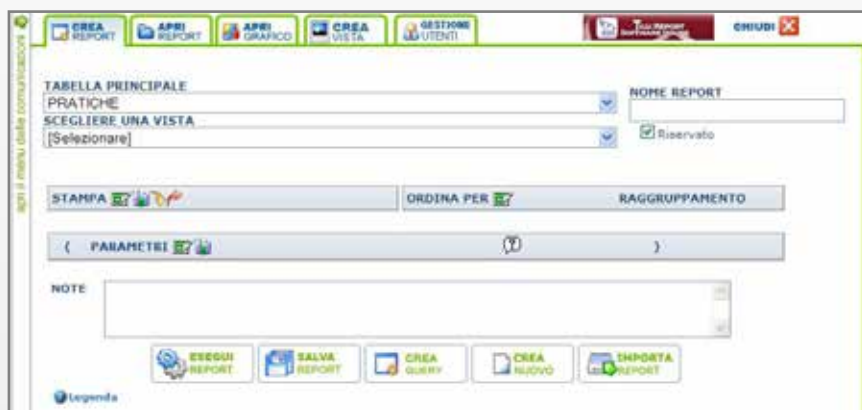 CREA REPORT
APRI REPORT
APRI GRAFICO
CREA VISTA
GESTIONE UTENTI
CHIUDI
apri il menu delle comunicazioni
TABELLA PRINCIPALE
PRATICHE
NOME REPORT
SCEGLIERE UNA VISTA
[Selezionare]
Riservato
STAMPA
ORDINA PER
RAGGRUPPAMENTO
( PARAMETRI
)
NOTE
ESEGUI REPORT
SALVA REPORT
CREA QUERY
CREA NUOVO
IMPORTA REPORT
Legenda